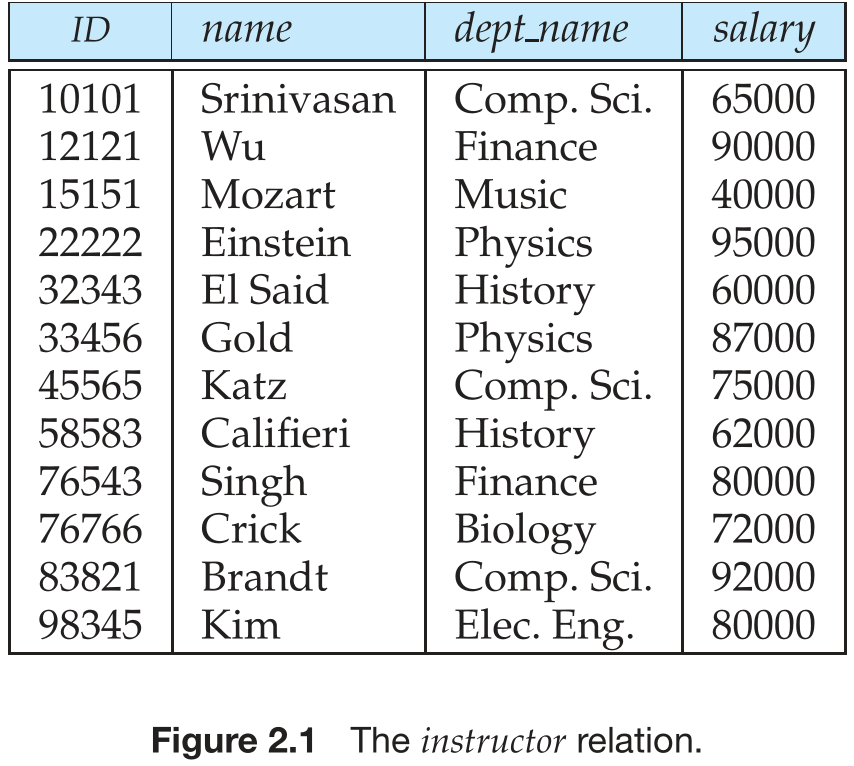 ID name dept_name salary
10101 Srinivasan Comp. Sci. 65000
12121 Wu Finance 90000
15151 Mozart Music 40000
22222 Einstein Physics 95000
32343 El Said History 60000
33456 Gold Physics 87000
45565 Katz Comp. Sci. 75000
58583 Califieri History 62000
76543 Singh Finance 80000
76766 Crick Biology 72000
83821 Brandt Comp. Sci. 92000
98345 Kim Elec. Eng. 80000
Figure 2.1 The instructor relation.